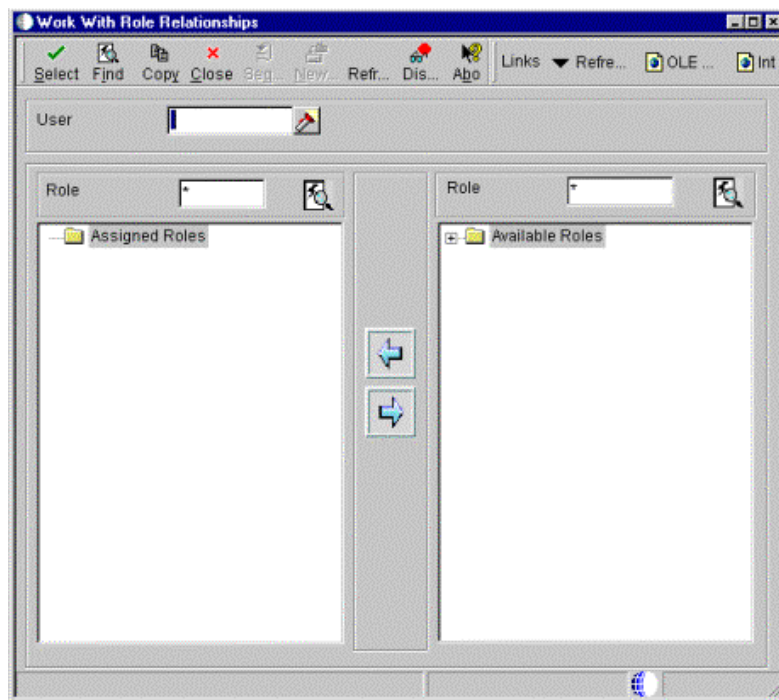 Work With Role Relationships
Select Find Copy Close Seq... New... Refr... Dis... Abo Links Refre... OLE ... Int
User
Role * Role *
Assigned Roles Available Roles